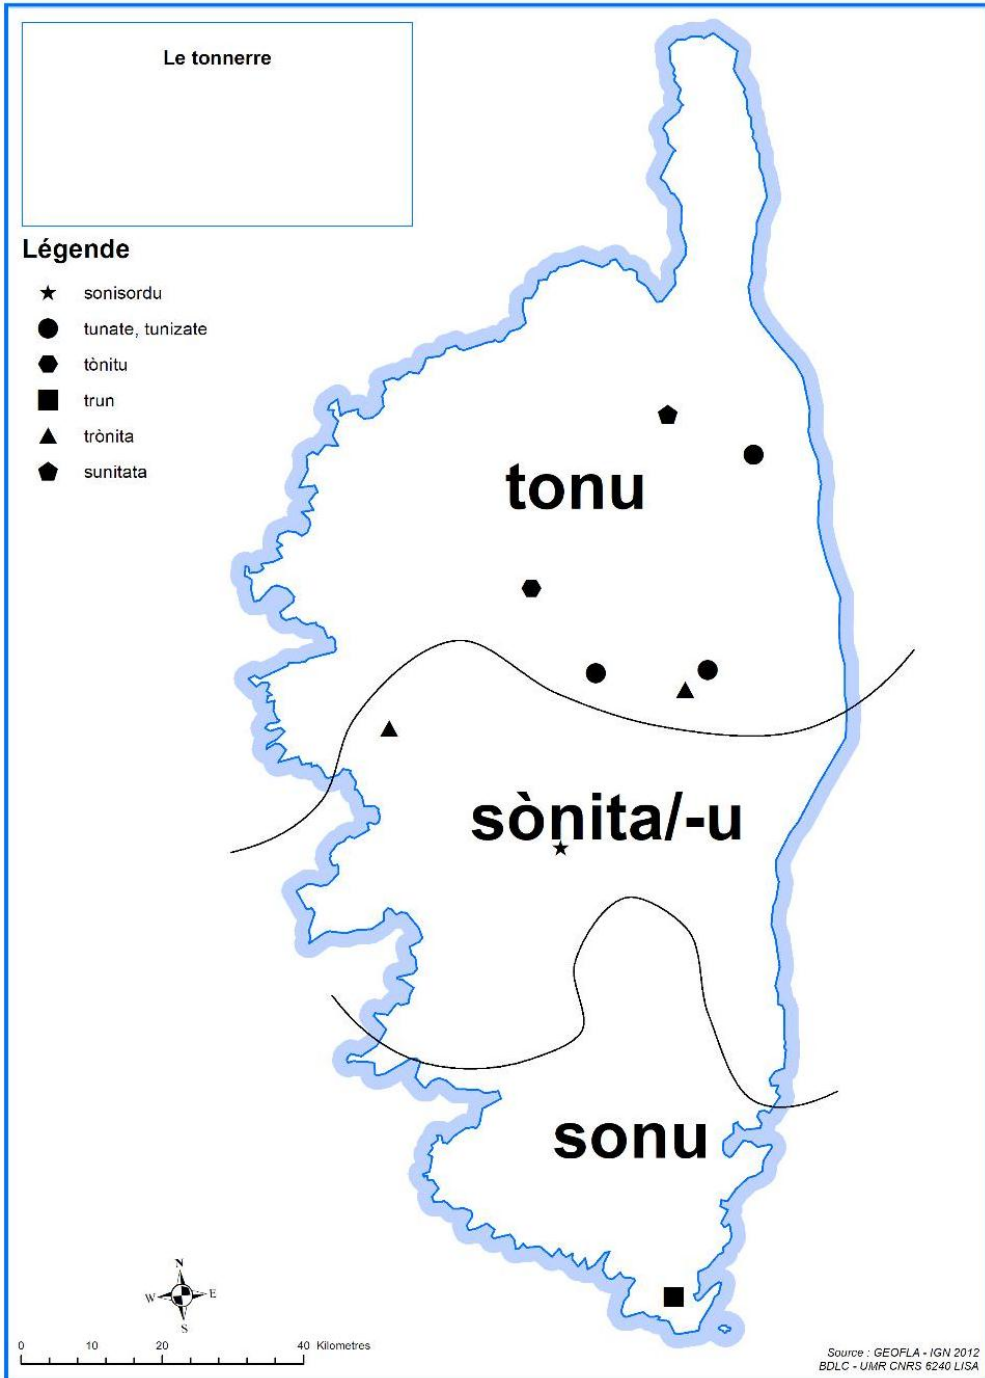 Le tonnerre
Légende
sonisordu
tunate, tunizate
tònitu
trun
trònita
sunitata
tonu
sònita/-u
sonu
N
W E
S
0 10 20 40 Kilometres
Source : GEOFLA - IGN 2012
BDLC - UMR CNRS 6240 LISA